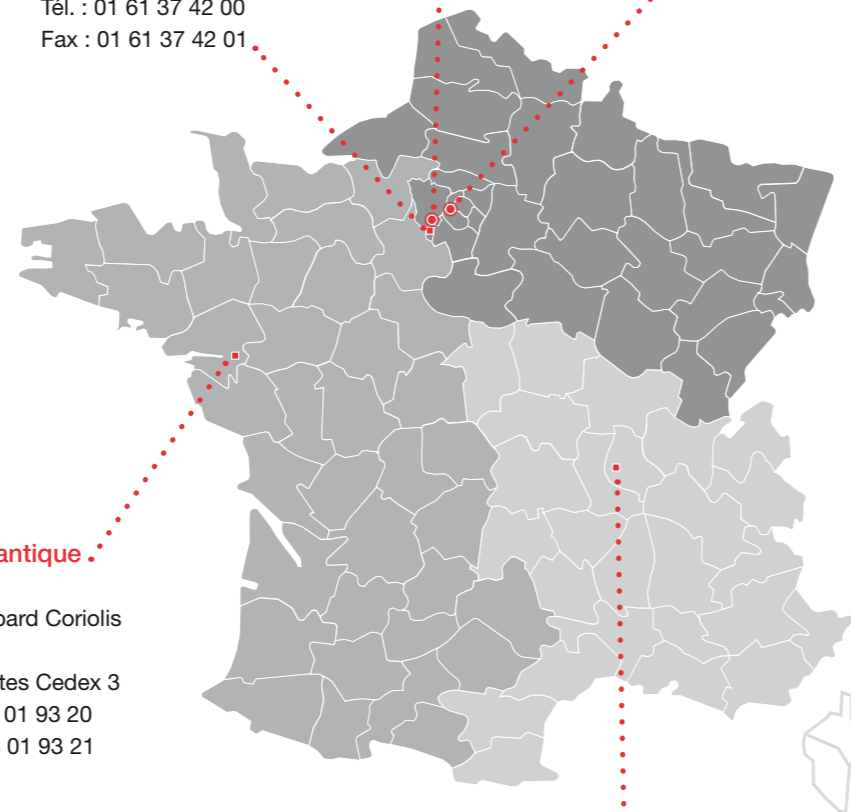 Tél. : 01 61 37 42 00
Fax : 01 61 37 42 01
antique
ard Coriolis
tes Cedex 3
01 93 20
01 93 21